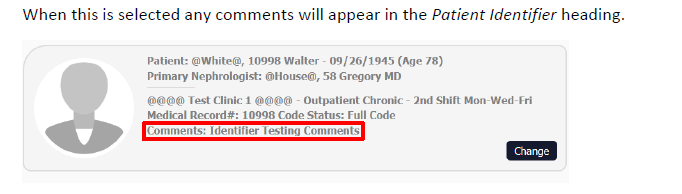 When this is selected any comments will appear in the Patient Identifier heading.
Patient: @White@, 10998 Walter - 09/26/1945 (Age 78)
Primary Nephrologist: @House@, 58 Gregory MD
@@@@ Test Clinic 1 @@@@ - Outpatient Chronic - 2nd Shift Mon-Wed-Fri
Medical Record#: 10998 Code Status: Full Code
Comments: Identifier Testing Comments
Change